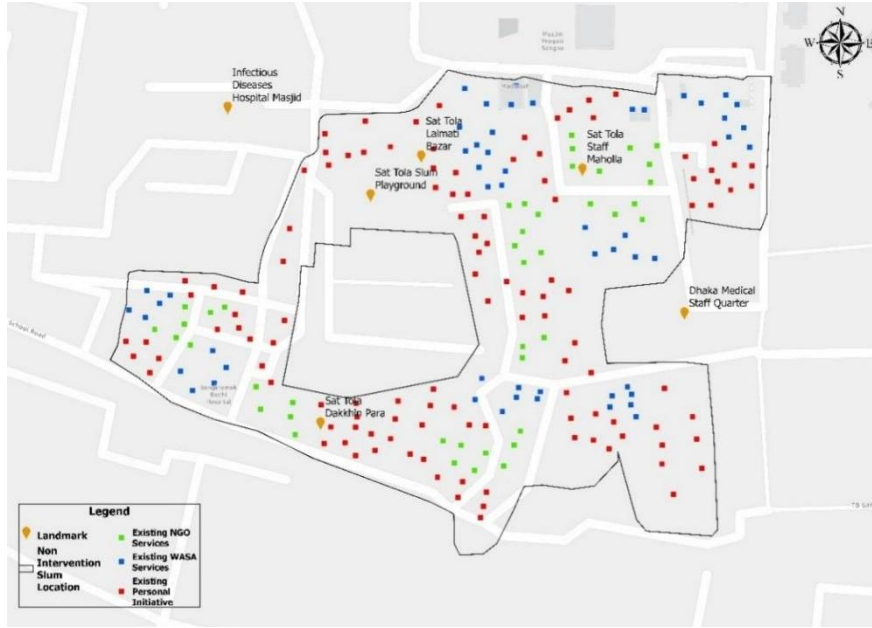 N
W
E
S
Infectious
Diseases
Hospital Masjid
Sat Tola
Lalmati
Bazar
Sat Tola
Staff
Maholla
Sat Tola Slum
Playground
Dhaka Medical
Staff Quarter
School Road
Hospital
Sat Tola
Dakkhin Para
Legend
Landmark
Non
Intervention
Slum
Location
Existing NGO
Services
Existing WASA
Services
Existing
Personal
Initiative